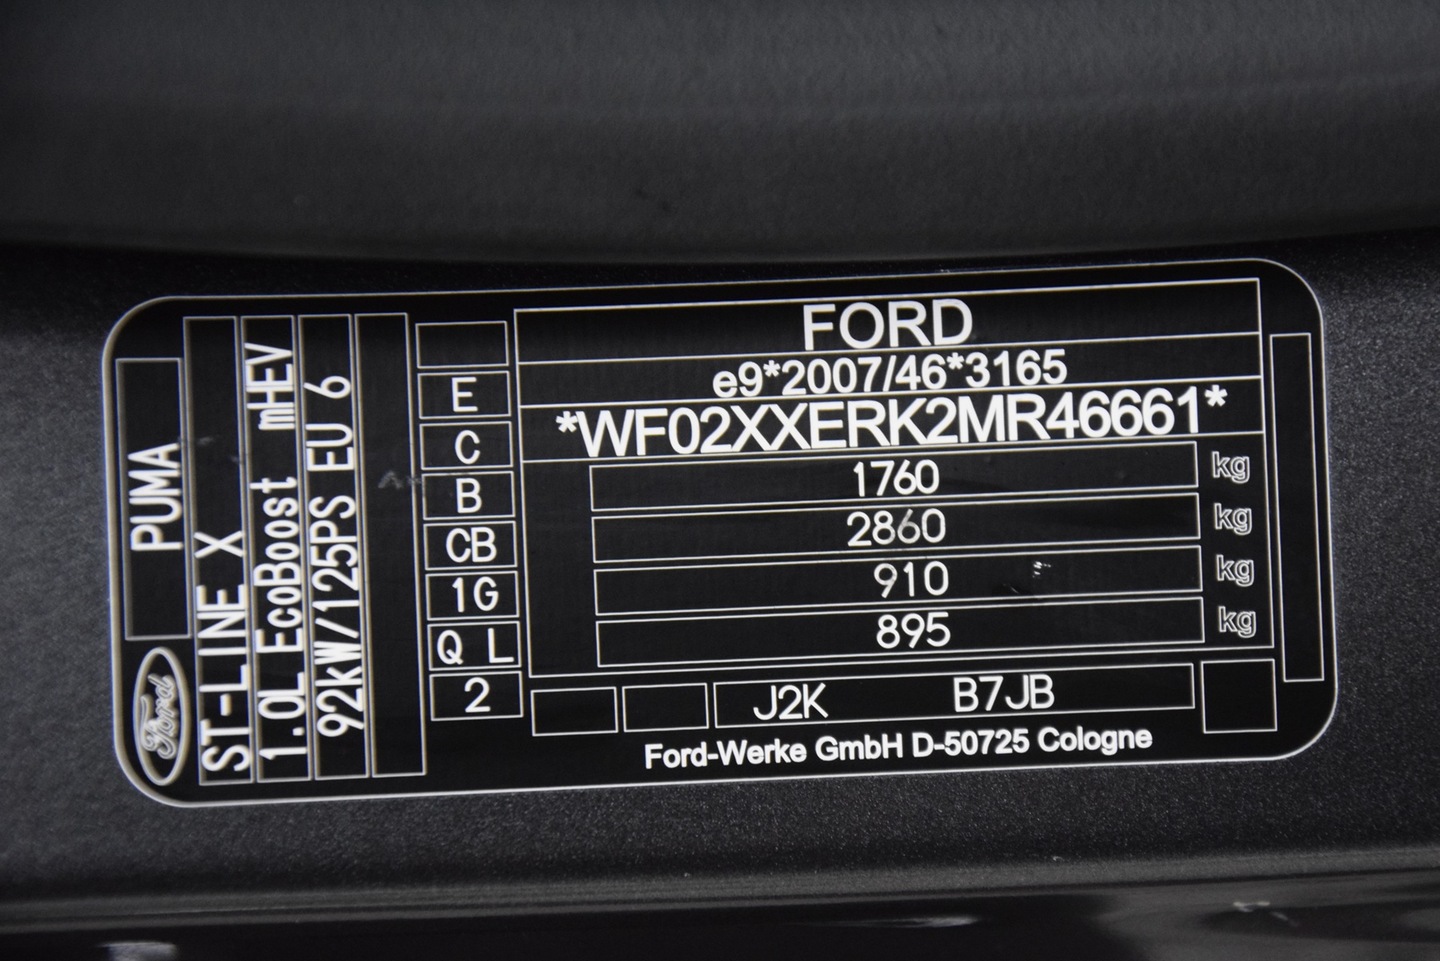 PUMA
Ford
ST-LINE X
1.0L EcoBoost mHEV
92kW/125PS EU 6
E
C
B
CB
1G
Q L
2
FORD
e9*2007/46*3165
*WF02XXERK2MR46661*
1760 kg
2860 kg
910 kg
895 kg
J2K B7JB
Ford-Werke GmbH D-50725 Cologne